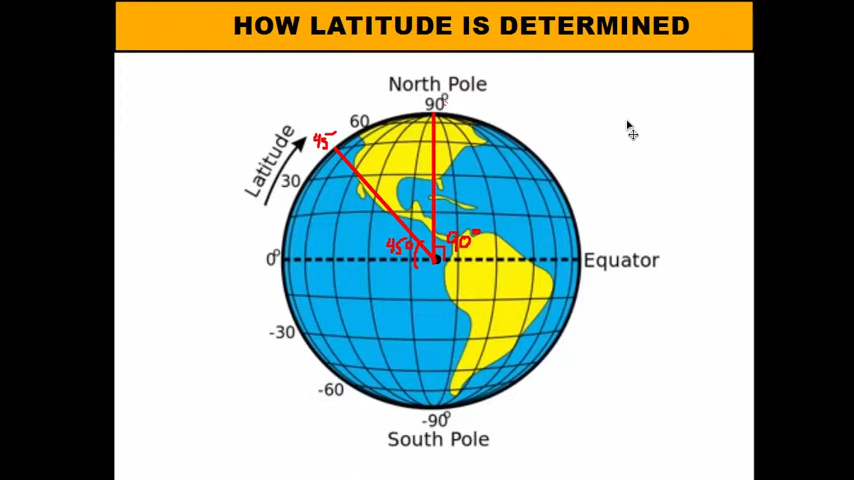 HOW LATITUDE IS DETERMINED
North Pole
90°
60
45
Latitude
30
45°
90°
0°
Equator
-30
-60
-90°
South Pole